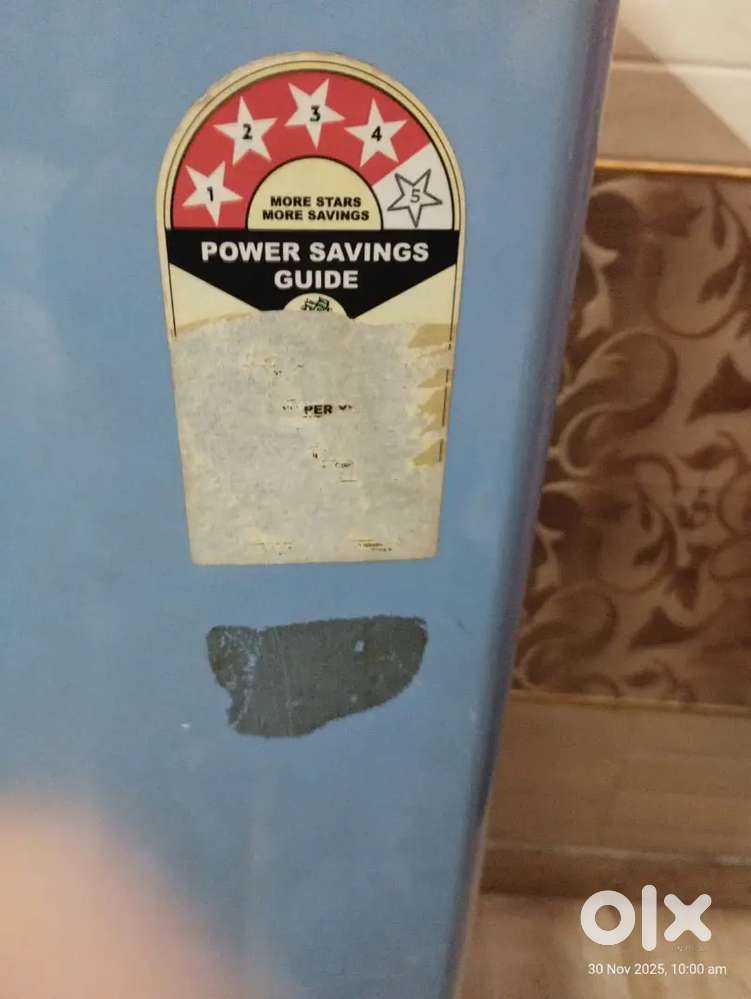 1 2 3 4 5
MORE STARS
MORE SAVINGS
POWER SAVINGS
GUIDE
PER
olx
30 Nov 2025, 10:00 am